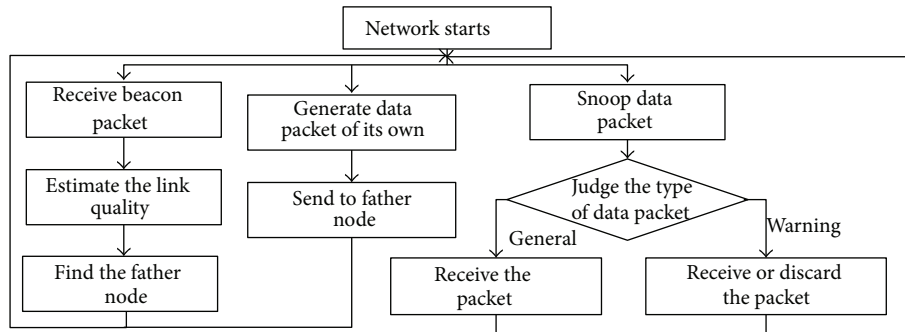 Network starts
Receive beacon
packet
Estimate the link
quality
Find the father
node
Generate data
packet of its own
Send to father
node
Snoop data
packet
Judge the type
of data packet
General
Warning
Receive the
packet
Receive or discard
the packet